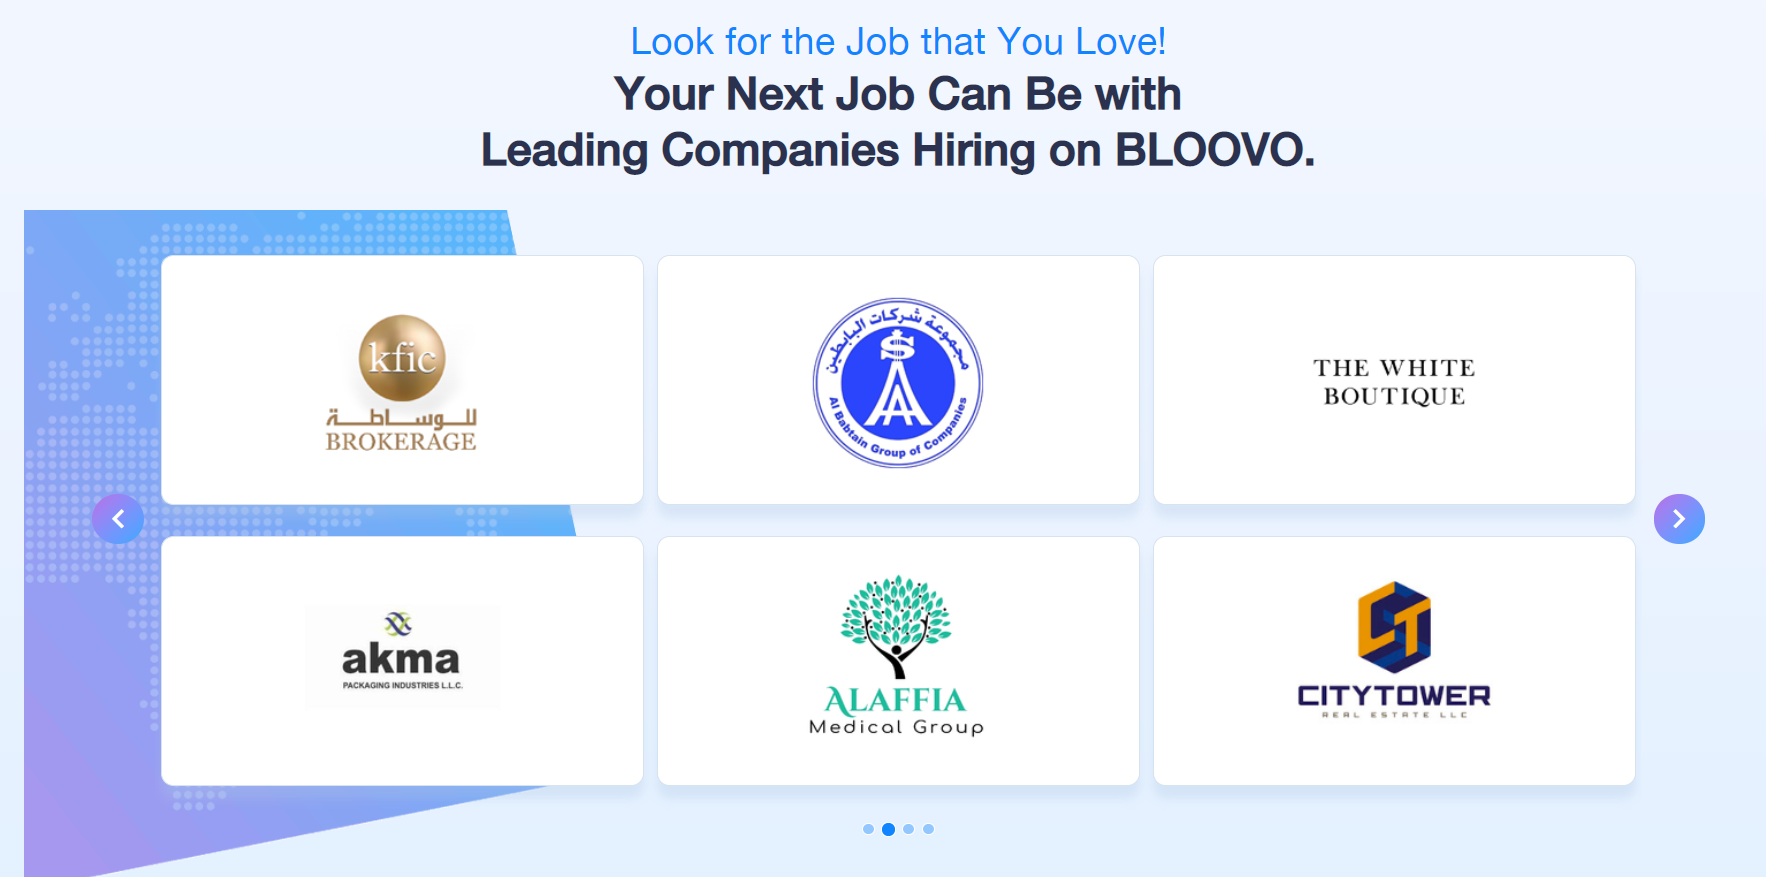 Look for the Job that You Love!
Your Next Job Can Be with
Leading Companies Hiring on BLOOVO.
kfic
للوساطة
BROKERAGE
مجموعة شركات البابطين
Al Babtain Group of Companies
THE WHITE
BOUTIQUE
akma
PACKAGING INDUSTRIES L.L.C.
ALAFFIA
Medical Group
CITYTOWER
REAL ESTATE LLC